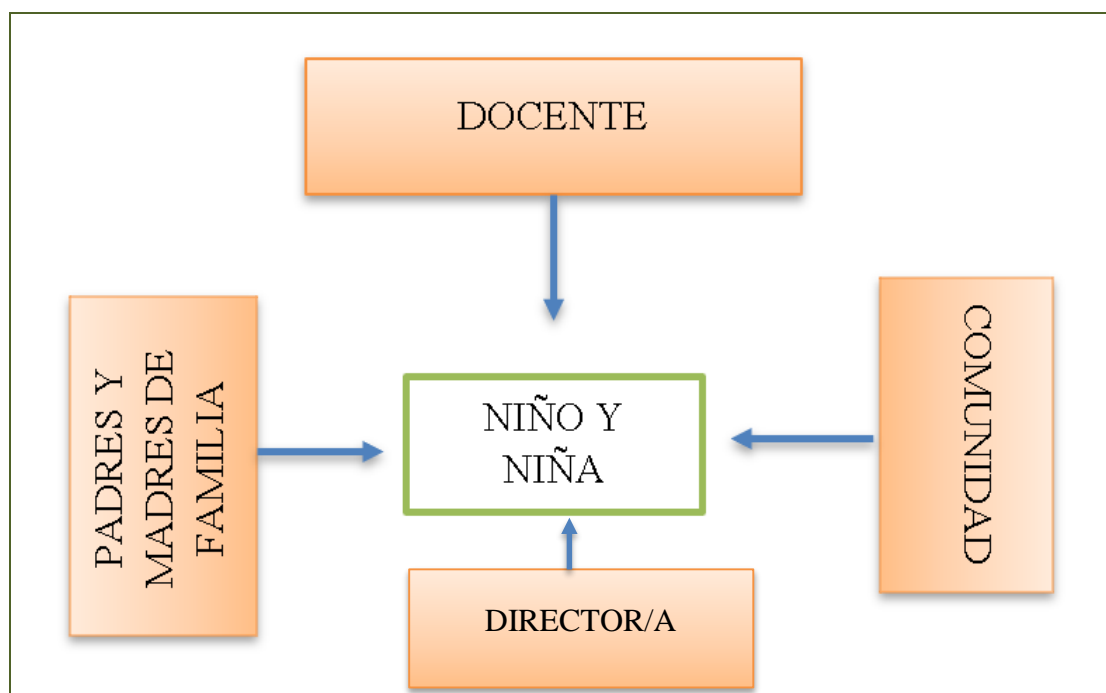 DOCENTE
PADRES Y
MADRES DE
FAMILIA
NIÑO Y
NIÑA
COMUNIDAD
DIRECTOR/A